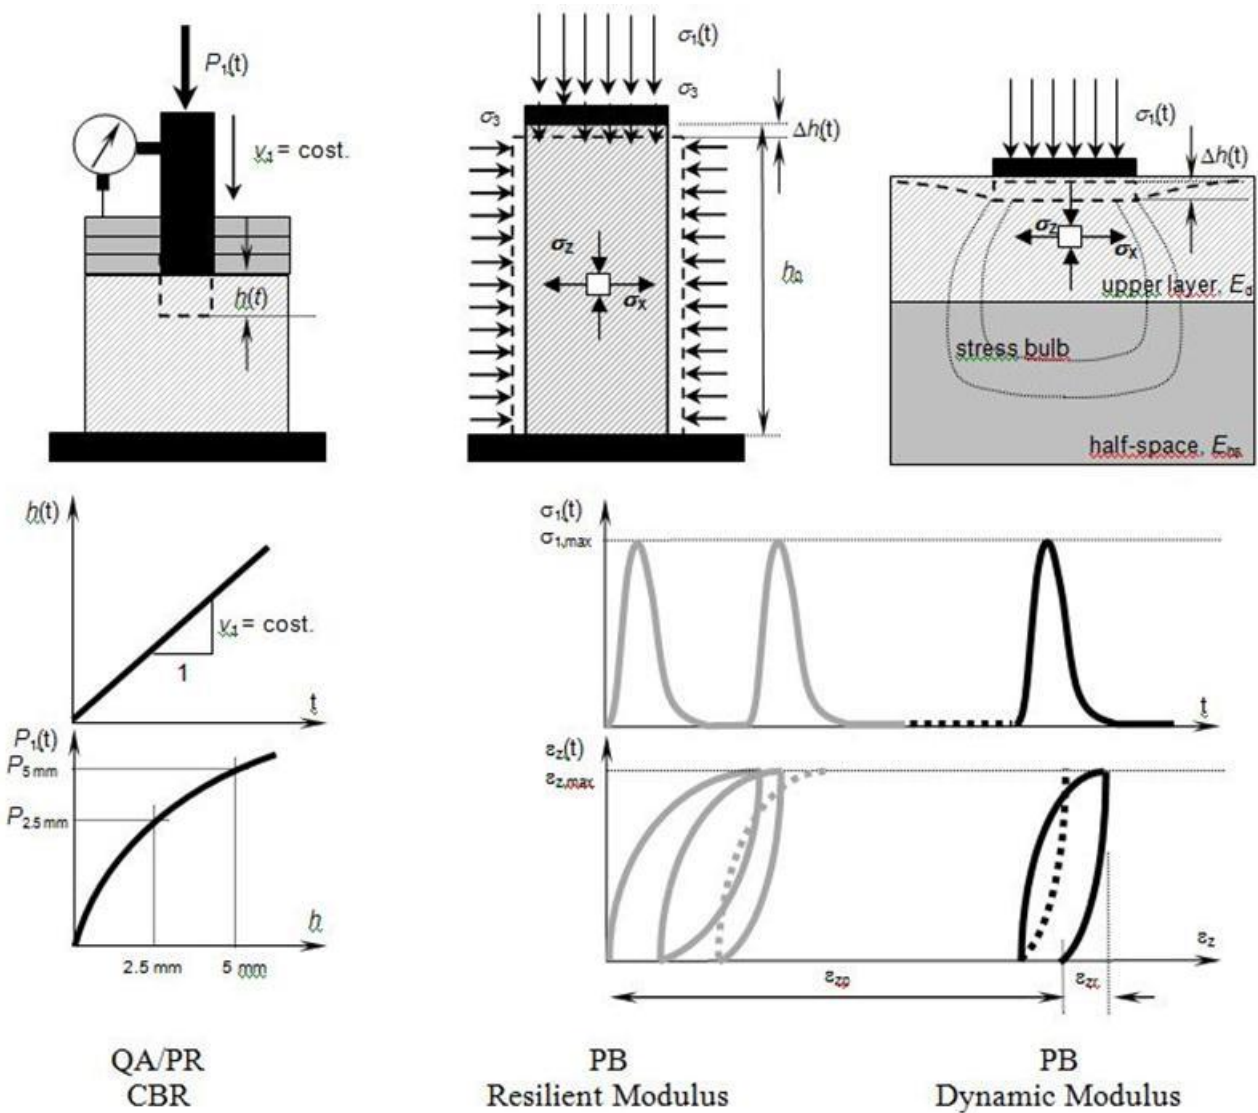 P₁(t)
v₁ = cost.
h(t)
σ₁(t)
σ₃
σ₃
Δh(t)
σz
σx
h₀
σ₁(t)
Δh(t)
σz
σx
upper layer, Ed
stress bulb
half-space, Ehs
h(t)
v₁ = cost.
1
t
P₁(t)
P5 mm
P2.5 mm
h
2.5 mm
5 mm
σ₁(t)
σ1,max
t
εz(t)
εz,max
εz
εzp
εzr
QA/PR
CBR
PB
Resilient Modulus
PB
Dynamic Modulus